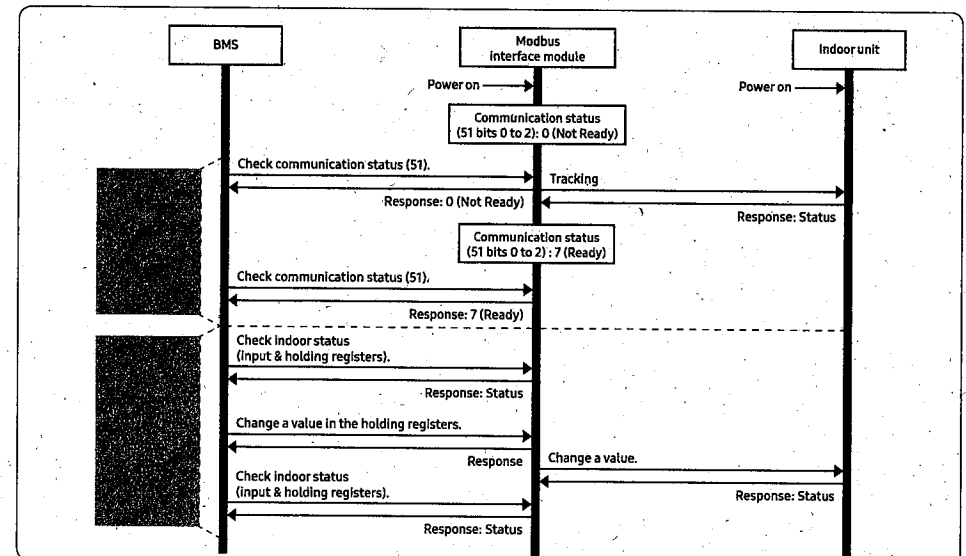 BMS
Modbus
interface module
Indoor unit
Power on
Power on
Communication status
(51 bits 0 to 2): 0 (Not Ready)
Check communication status (51).
Tracking
Response: 0 (Not Ready)
Response: Status
Communication status
(51 bits 0 to 2) : 7 (Ready)
Check communication status (51).
Response: 7 (Ready)
Check indoor status
(input & holding registers).
Response: Status
Change a value in the holding registers.
Response
Change a value.
Check indoor status
(input & holding registers).
Response: Status
Response: Status